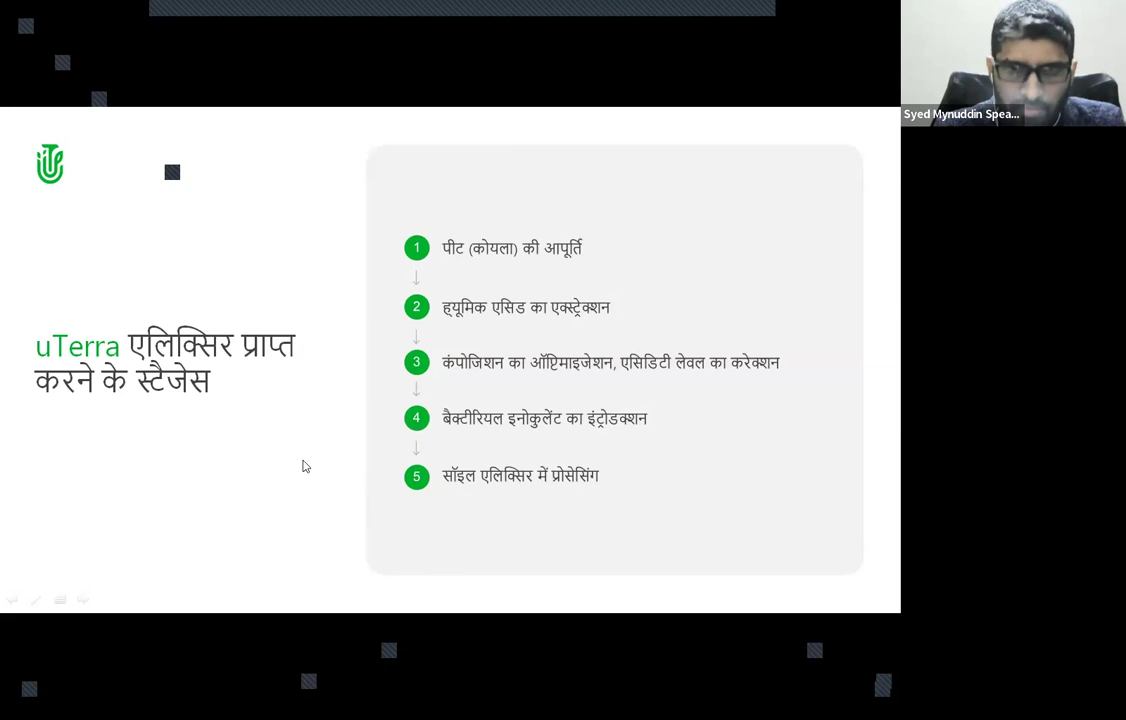 Syed Mynuddin Spea...
uTerra एलिक्सिर प्राप्त
करने के स्टैजेस
1 पीट (कोयला) की आपूर्ति
2 ह्यूमिक एसिड का एक्स्ट्रेक्शन
3 कंपोजिशन का ऑप्टिमाइजेशन, एसिडिटी लेवल का करेक्शन
4 बैक्टीरियल इनोकुलेंट का इंट्रोडक्शन
5 सॉइल एलिक्सिर में प्रोसेसिंग